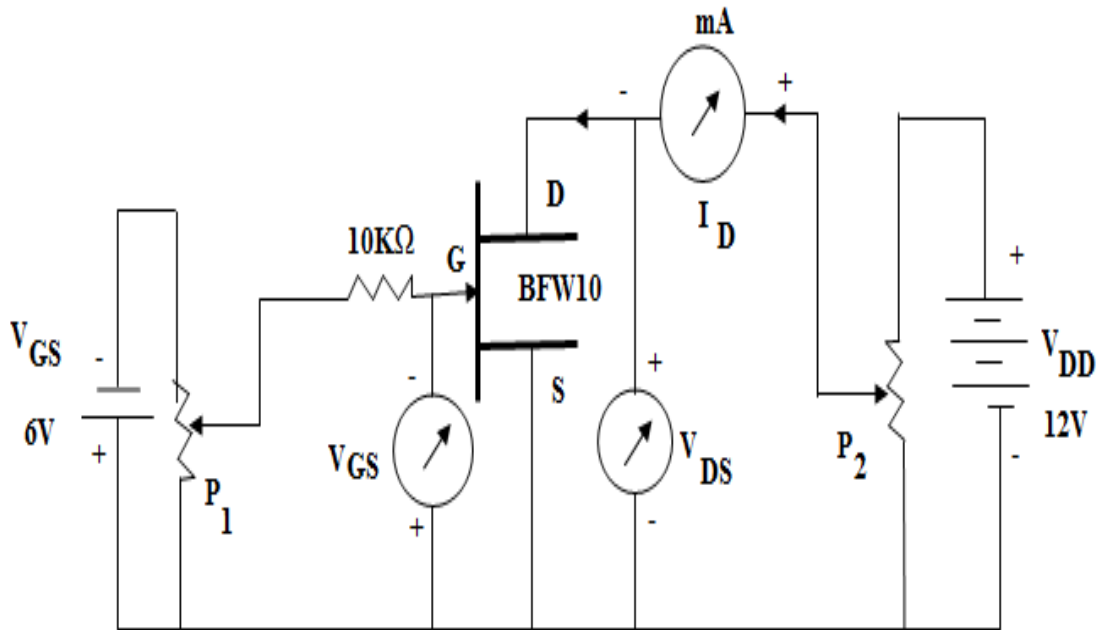 mA
-
+
D
I D
10KΩ
G
BFW10
+
V GS
-
-
+
V DD
S
6V
+
V GS
V DS
P 2
12V
-
P 1
+
-